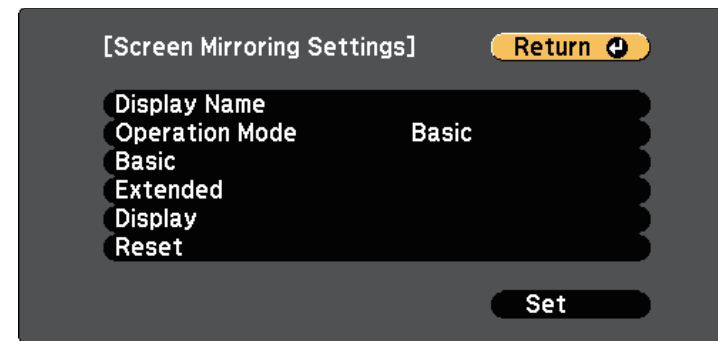 [Screen Mirroring Settings] Return
Display Name
Operation Mode Basic
Basic
Extended
Display
Reset
Set